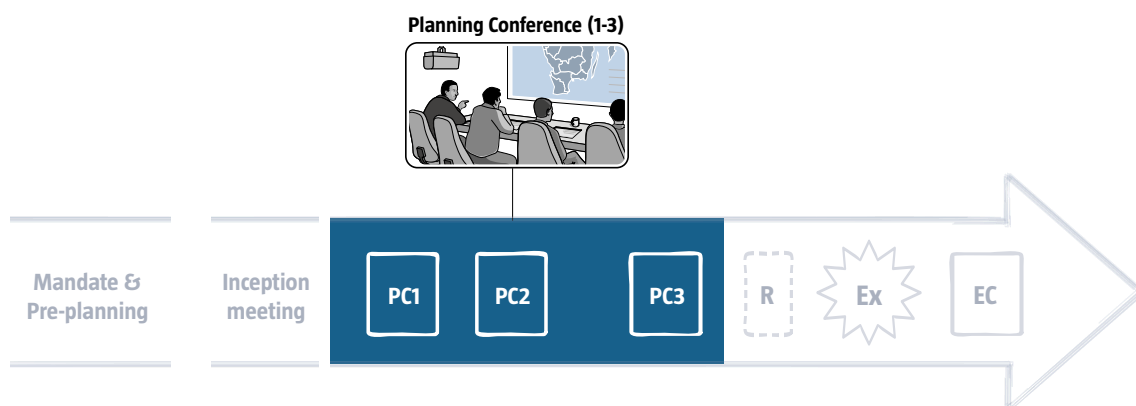 Planning Conference (1-3)
Mandate &
Pre-planning
Inception
meeting
PC1
PC2
PC3
R
Ex
EC